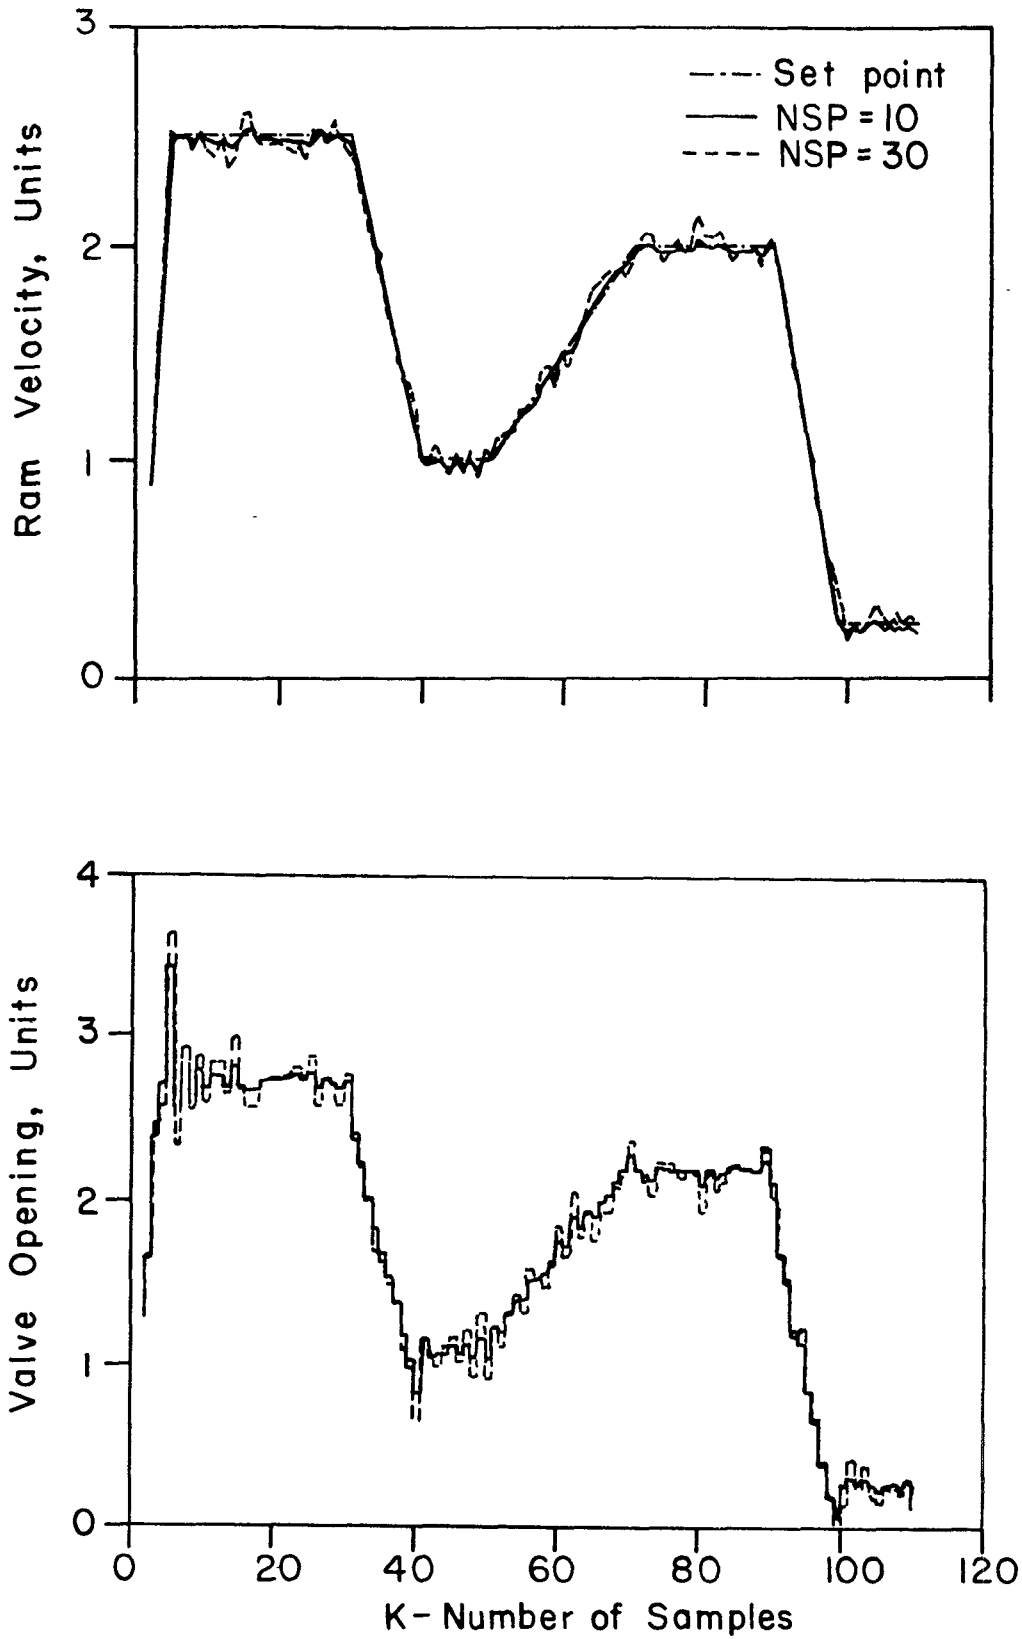 3
2
1
0
Ram Velocity, Units
Set point
NSP = 10
NSP = 30
4
3
2
1
0
Valve Opening, Units
0 20 40 60 80 100 120
K - Number of Samples